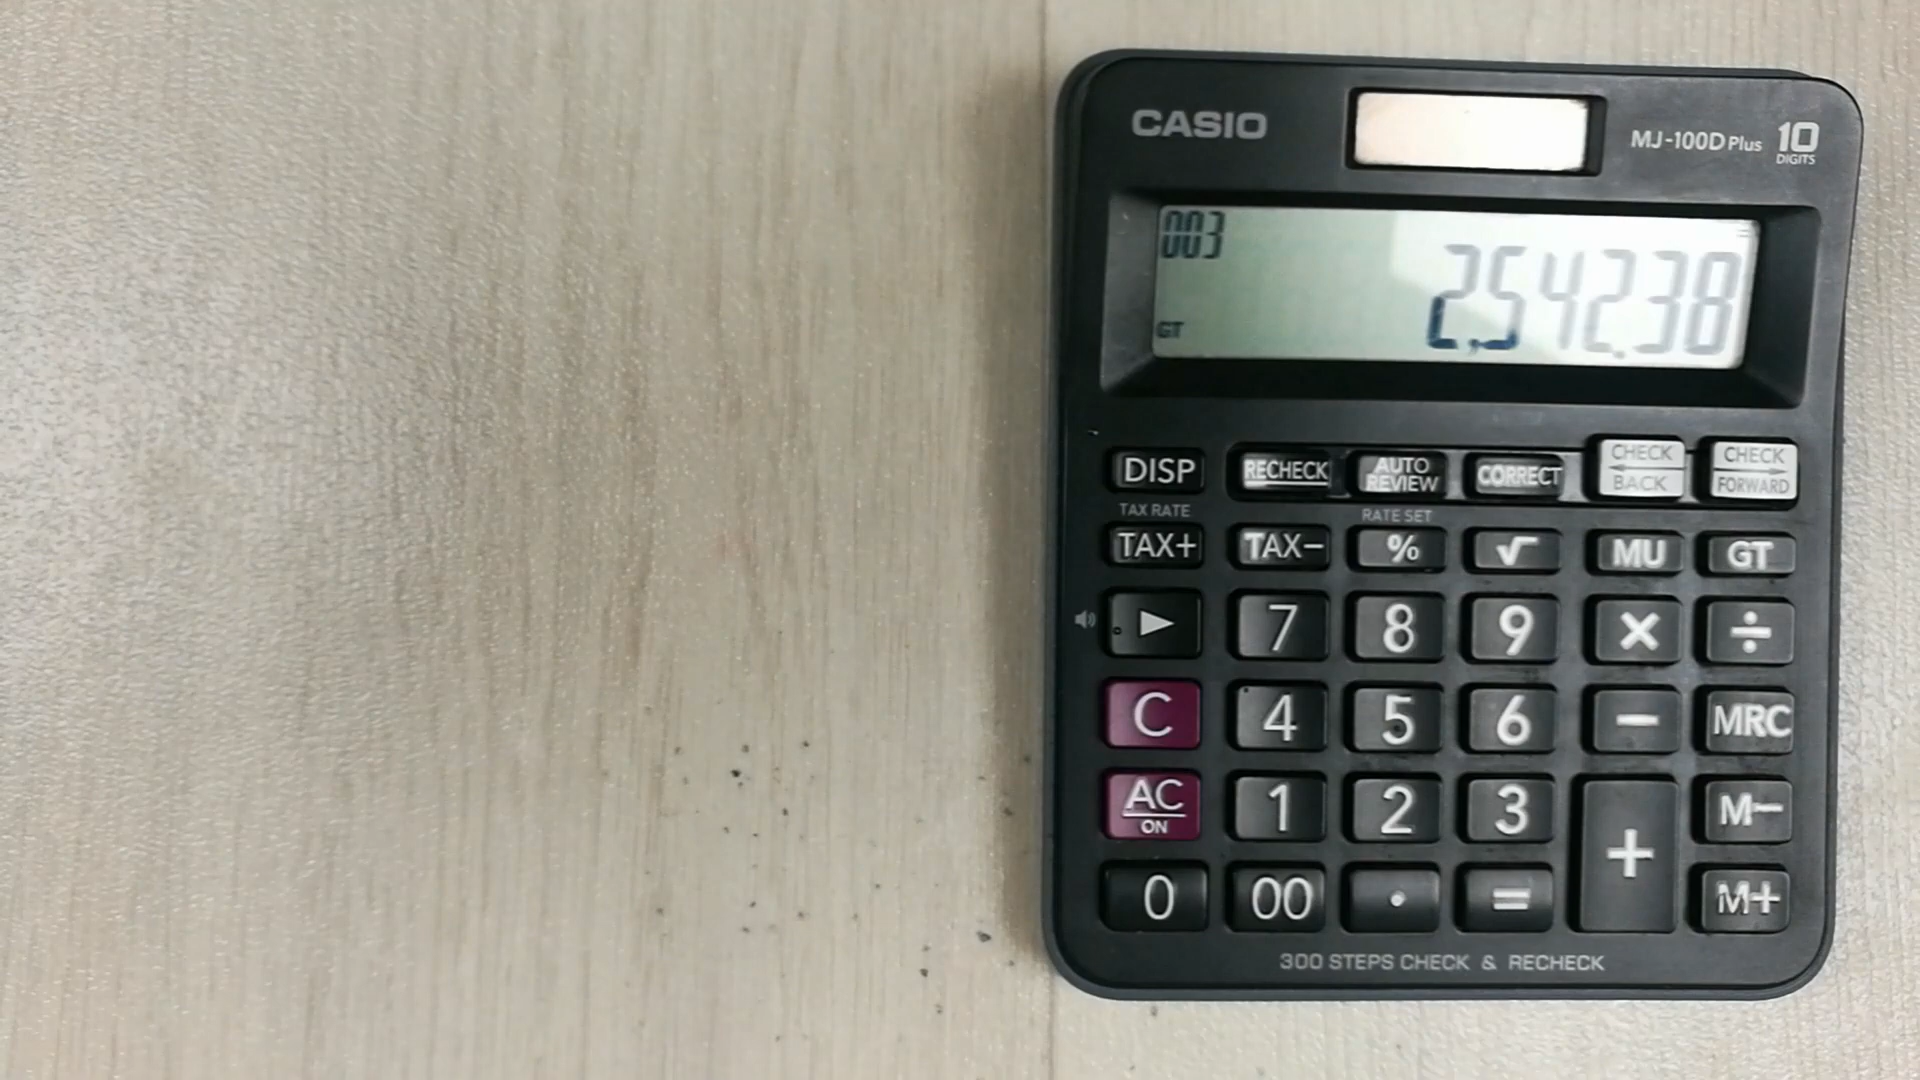 CASIO
MJ-100D Plus 10
DIGITS
003
2,542.38
=
GT
DISP RECHECK AUTO REVIEW CORRECT CHECK BACK CHECK FORWARD
TAX RATE RATE SET
TAX+ TAX− % √ MU GT
7 8 9 × ÷
C 4 5 6 − MRC
AC ON 1 2 3 + M−
0 00 . = M+
300 STEPS CHECK & RECHECK